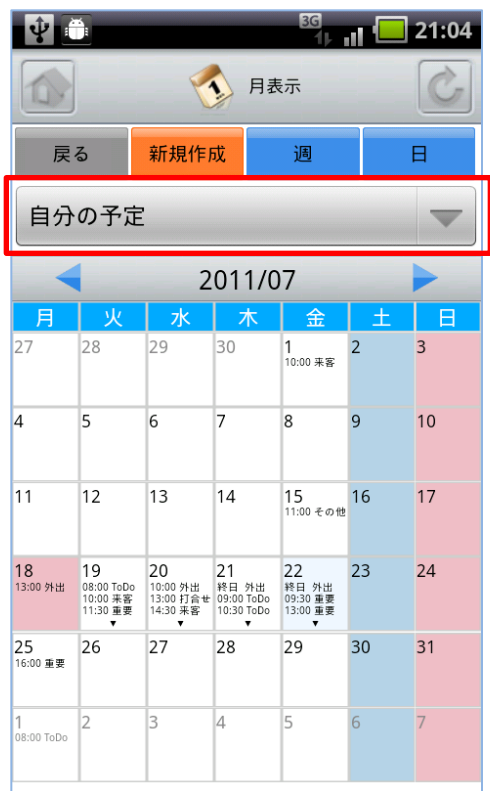 3G 21:04
1 月表示
戻る 新規作成 週 日
自分の予定
2011/07
月 火 水 木 金 土 日
27 28 29 30 1 2 3
10:00 来客
4 5 6 7 8 9 10
11 12 13 14 15 16 17
11:00 その他
18 19 20 21 22 23 24
13:00 外出 08:00 ToDo 10:00 外出 終日 外出 終日 外出
10:00 来客 13:00 打合せ 09:00 ToDo 09:30 重要
11:30 重要 14:30 来客 10:30 ToDo 13:00 重要
▼ ▼ ▼ ▼
25 26 27 28 29 30 31
16:00 重要
1 2 3 4 5 6 7
08:00 ToDo